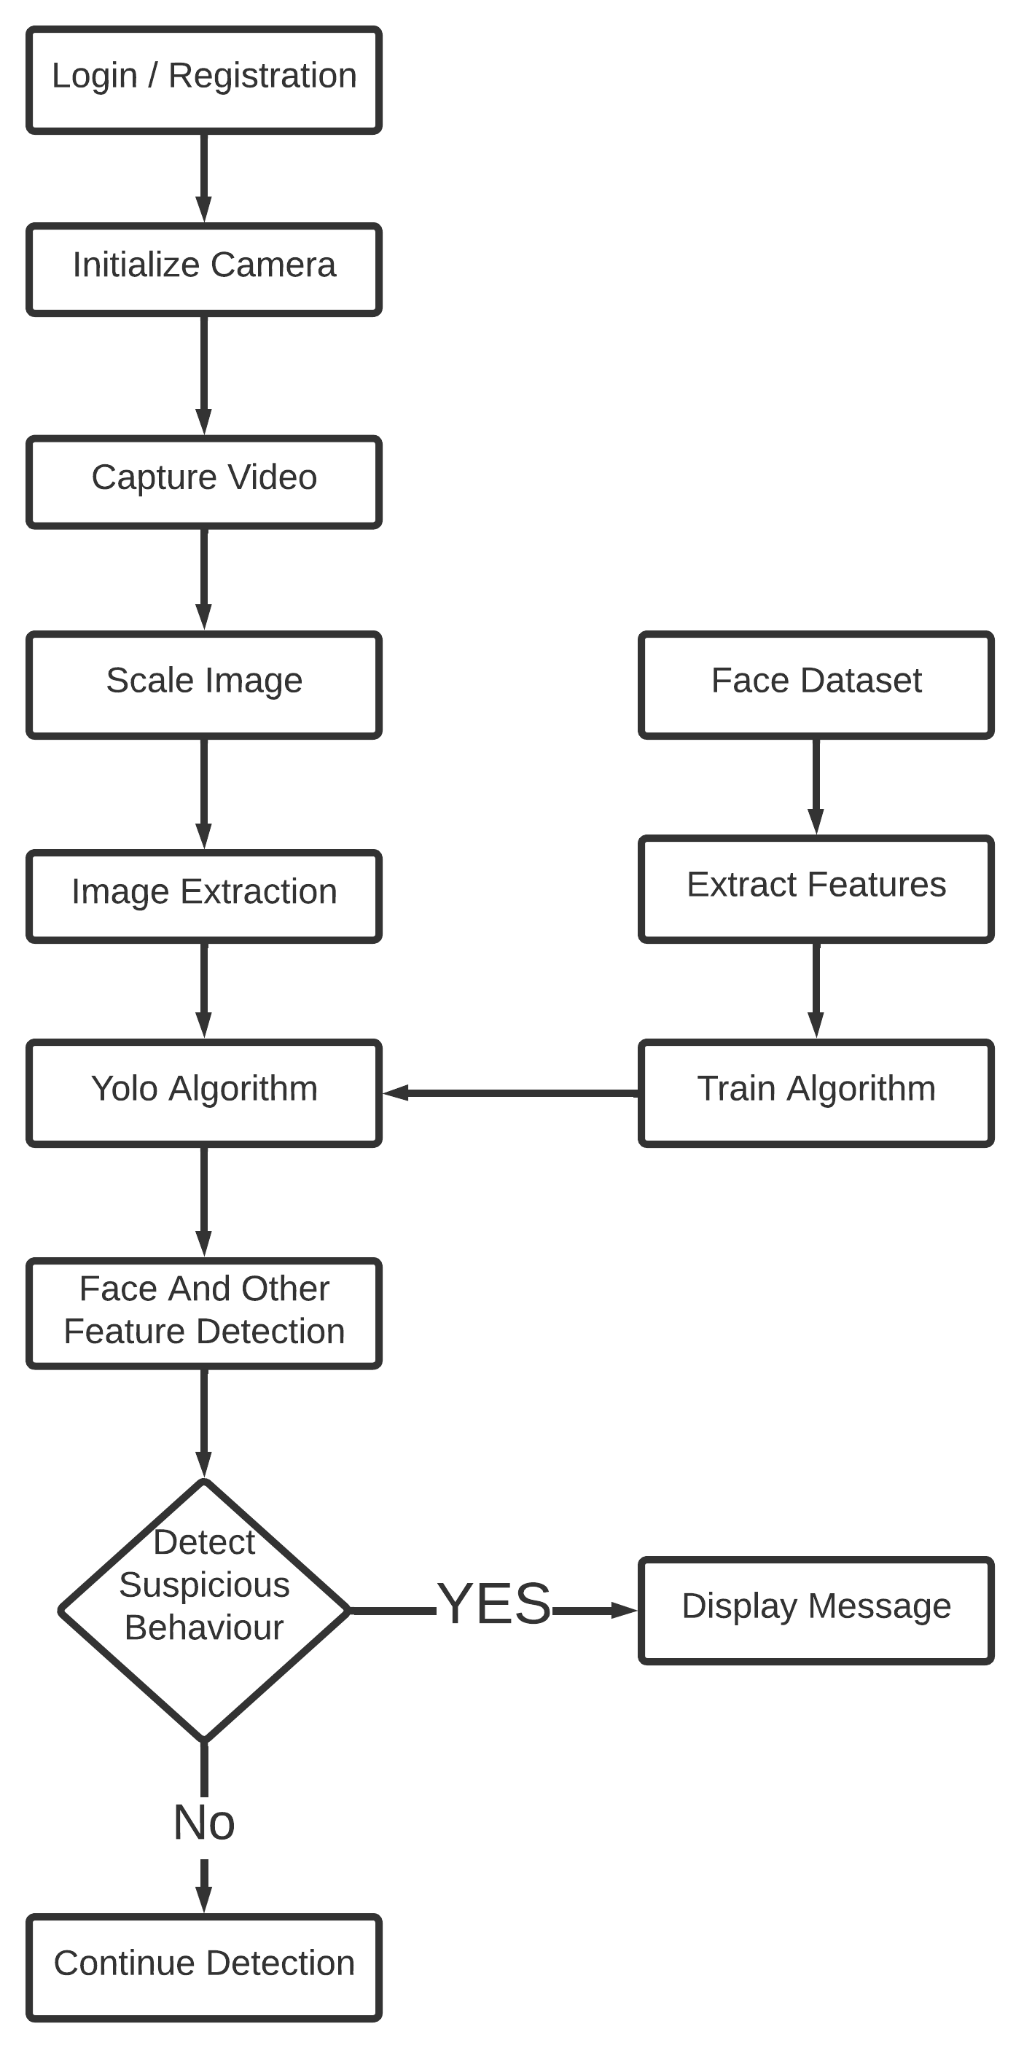 Login / Registration
Initialize Camera
Capture Video
Scale Image
Face Dataset
Image Extraction
Extract Features
Yolo Algorithm
Train Algorithm
Face And Other
Feature Detection
Detect
Suspicious
Behaviour
YES
Display Message
No
Continue Detection